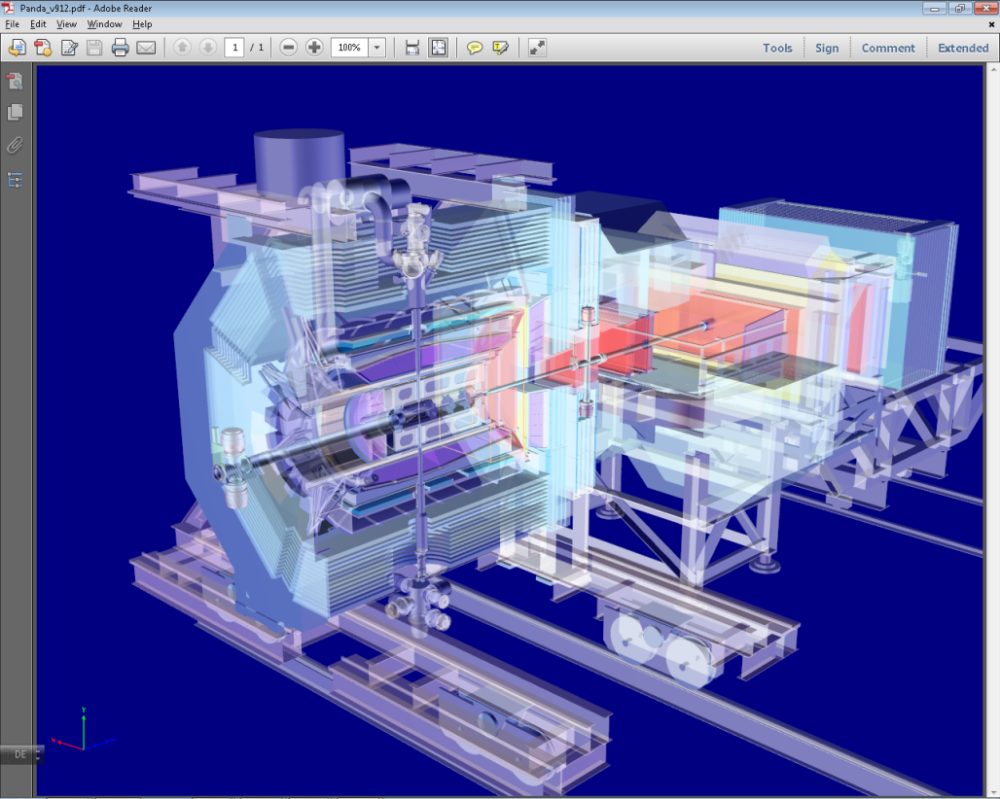 Panda_v912.pdf - Adobe Reader
File Edit View Window Help
1 / 1 100% Tools Sign Comment Extended
Y
DE